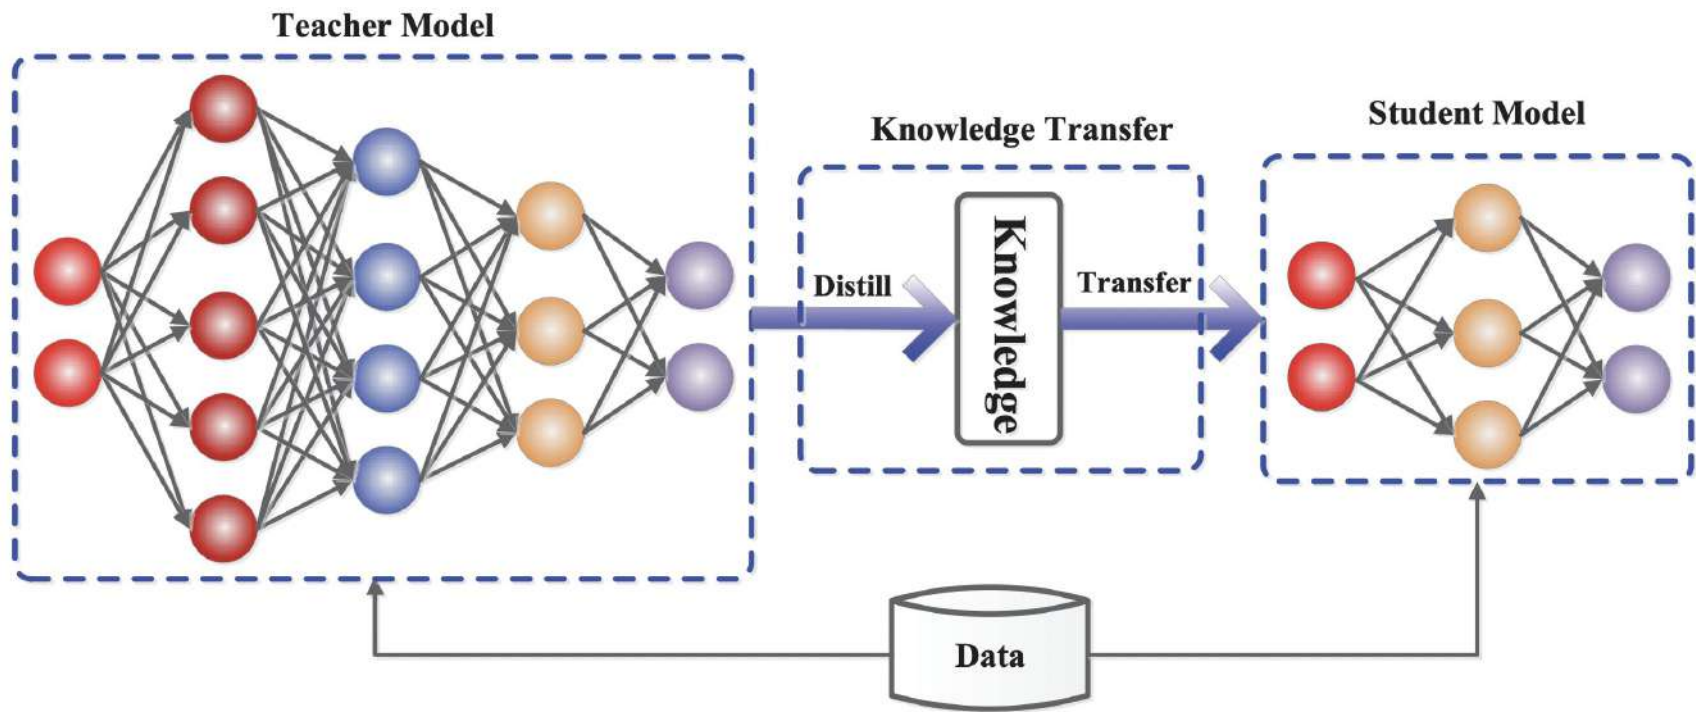 Teacher Model
Knowledge Transfer
Student Model
Distill
Knowledge
Transfer
Data